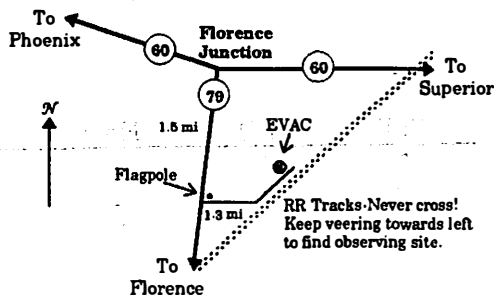 To
Phoenix
60
Florence
Junction
60
To
Superior
79
N
1.5 mi
EVAC
Flagpole
1.3 mi
RR Tracks-Never cross!
Keep veering towards left
to find observing site.
To
Florence